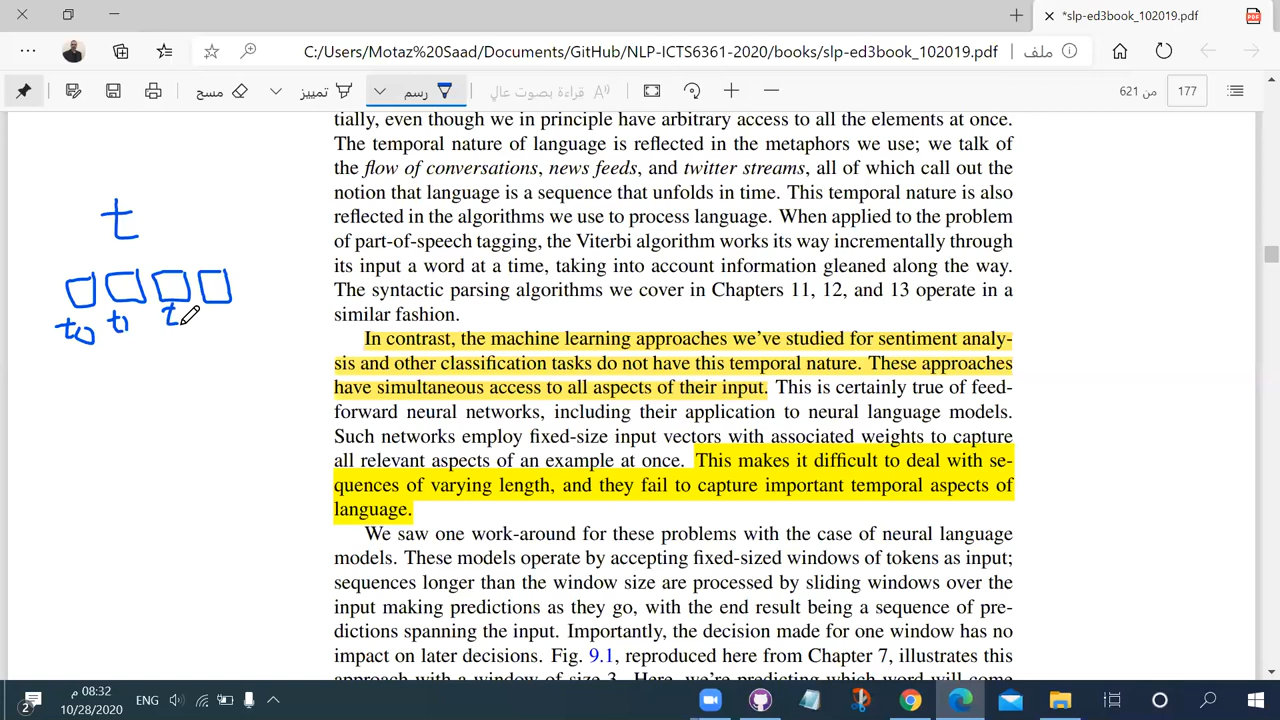 *slp-ed3book_102019.pdf
C:/Users/Motaz%20Saad/Documents/GitHub/NLP-ICTS6361-2020/books/slp-ed3book_102019.pdf
ملف
مسح
تمييز
رسم
قراءة بصوت عالٍ
من 621
177
tially, even though we in principle have arbitrary access to all the elements at once.
The temporal nature of language is reflected in the metaphors we use; we talk of
the flow of conversations, news feeds, and twitter streams, all of which call out the
notion that language is a sequence that unfolds in time. This temporal nature is also
reflected in the algorithms we use to process language. When applied to the problem
of part-of-speech tagging, the Viterbi algorithm works its way incrementally through
its input a word at a time, taking into account information gleaned along the way.
The syntactic parsing algorithms we cover in Chapters 11, 12, and 13 operate in a
similar fashion.
In contrast, the machine learning approaches we've studied for sentiment analy-
sis and other classification tasks do not have this temporal nature. These approaches
have simultaneous access to all aspects of their input. This is certainly true of feed-
forward neural networks, including their application to neural language models.
Such networks employ fixed-size input vectors with associated weights to capture
all relevant aspects of an example at once. This makes it difficult to deal with se-
quences of varying length, and they fail to capture important temporal aspects of
language.
We saw one work-around for these problems with the case of neural language
models. These models operate by accepting fixed-sized windows of tokens as input;
sequences longer than the window size are processed by sliding windows over the
input making predictions as they go, with the end result being a sequence of pre-
dictions spanning the input. Importantly, the decision made for one window has no
impact on later decisions. Fig. 9.1, reproduced here from Chapter 7, illustrates this
approach with a window of size 3. Here, we're predicting which word will come
t
t0 t1 t
2
08:32 م
10/28/2020
ENG